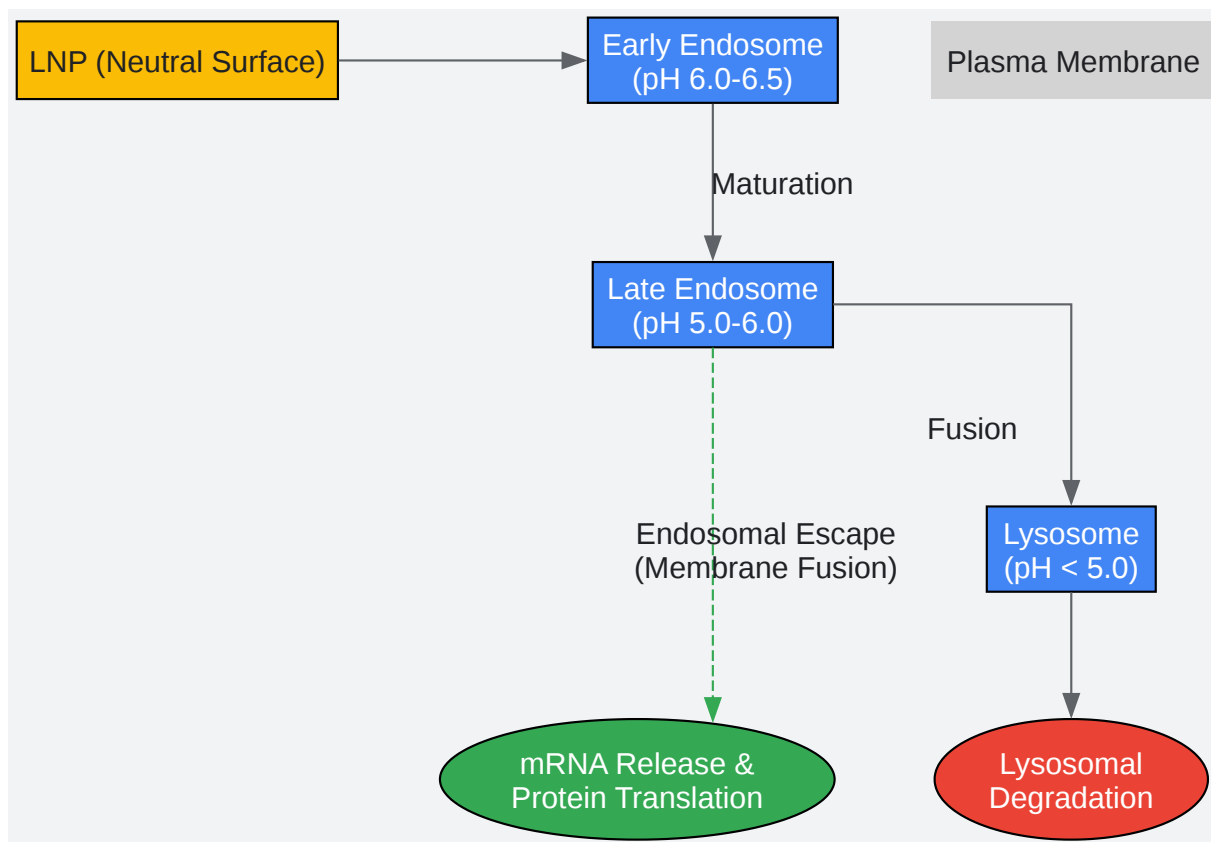 LNP (Neutral Surface)
Early Endosome
(pH 6.0-6.5)
Plasma Membrane
Maturation
Late Endosome
(pH 5.0-6.0)
Fusion
Endosomal Escape
(Membrane Fusion)
Lysosome
(pH < 5.0)
mRNA Release &
Protein Translation
Lysosomal
Degradation